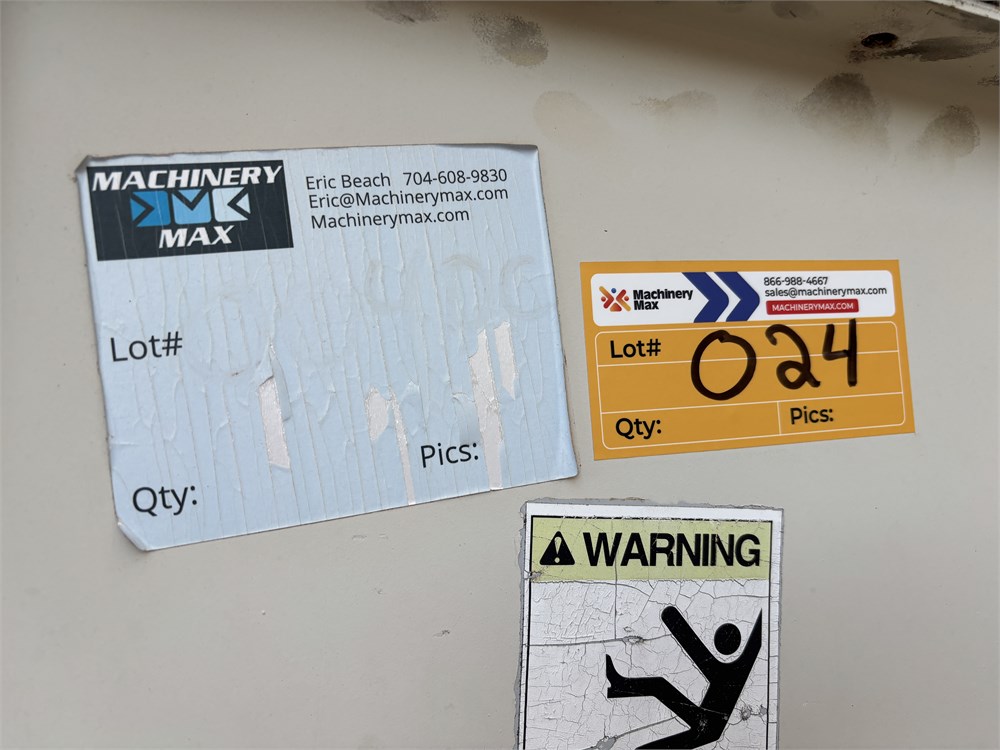 MACHINERY
MAX
Eric Beach 704-608-9830
Eric@Machinerymax.com
Machinerymax.com
Lot#
Pics:
Qty:
Machinery
Max
866-988-4667
sales@machinerymax.com
MACHINERYMAX.COM
Lot# 024
Qty:
Pics:
WARNING